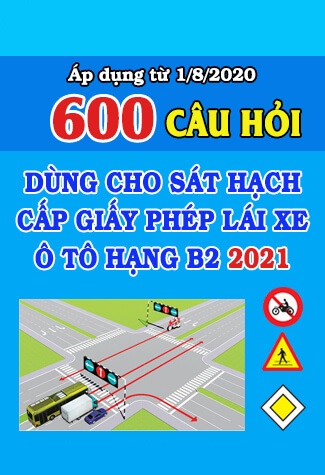 Áp dụng từ 1/8/2020
600 CÂU HỎI
DÙNG CHO SÁT HẠCH
CẤP GIẤY PHÉP LÁI XE
Ô TÔ HẠNG B2 2021